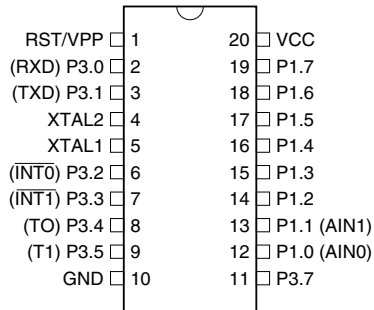 RST/VPP 1 20 VCC
(RXD) P3.0 2 19 P1.7
(TXD) P3.1 3 18 P1.6
XTAL2 4 17 P1.5
XTAL1 5 16 P1.4
(I̅N̅T̅0̅) P3.2 6 15 P1.3
(I̅N̅T̅1̅) P3.3 7 14 P1.2
(TO) P3.4 8 13 P1.1 (AIN1)
(T1) P3.5 9 12 P1.0 (AIN0)
GND 10 11 P3.7